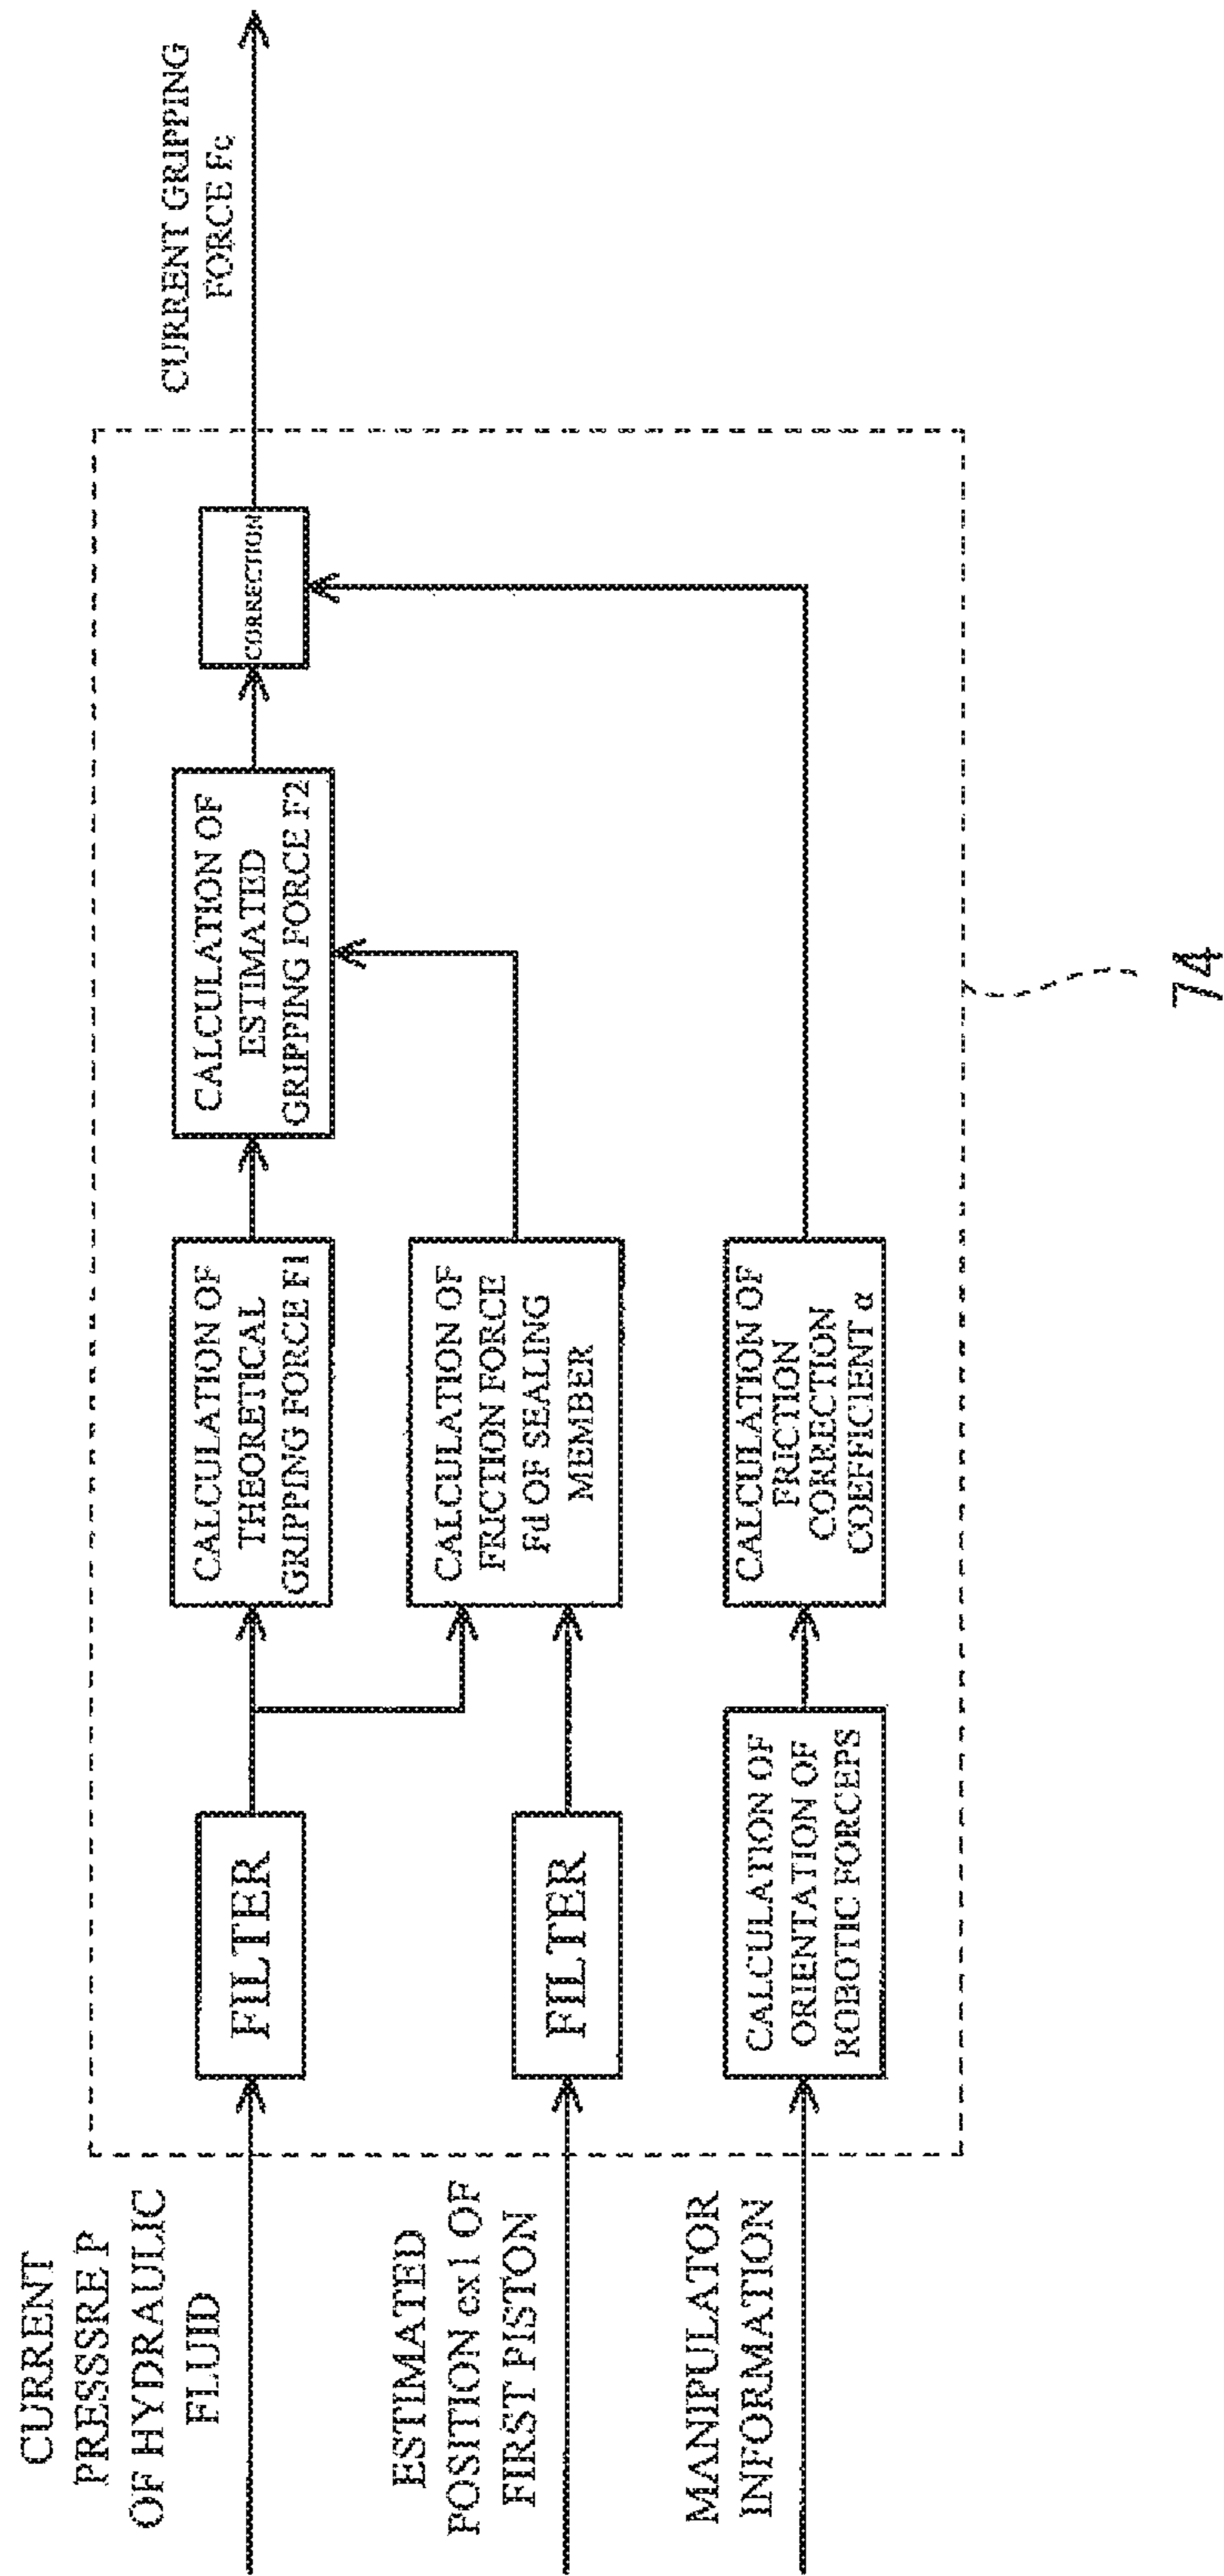 CURRENT
PRESSSRE P
OF HYDRAULIC
FLUID
ESTIMATED
POSITION ex1 OF
FIRST PISTON
MANIPULATOR
INFORMATION
FILTER
FILTER
CALCULATION OF
ORIENTATION OF
ROBOTIC FORCEPS
CALCULATION OF
THEORETICAL
GRIPPING FORCE F1
CALCULATION OF
FRICTION FORCE
Fd OF SEALING
MEMBER
CALCULATION OF
FRICTION
CORRECTION
COEFFICIENT α
CALCULATION OF
ESTIMATED
GRIPPING FORCE F2
CORRECTION
CURRENT GRIPPING
FORCE Fc
74